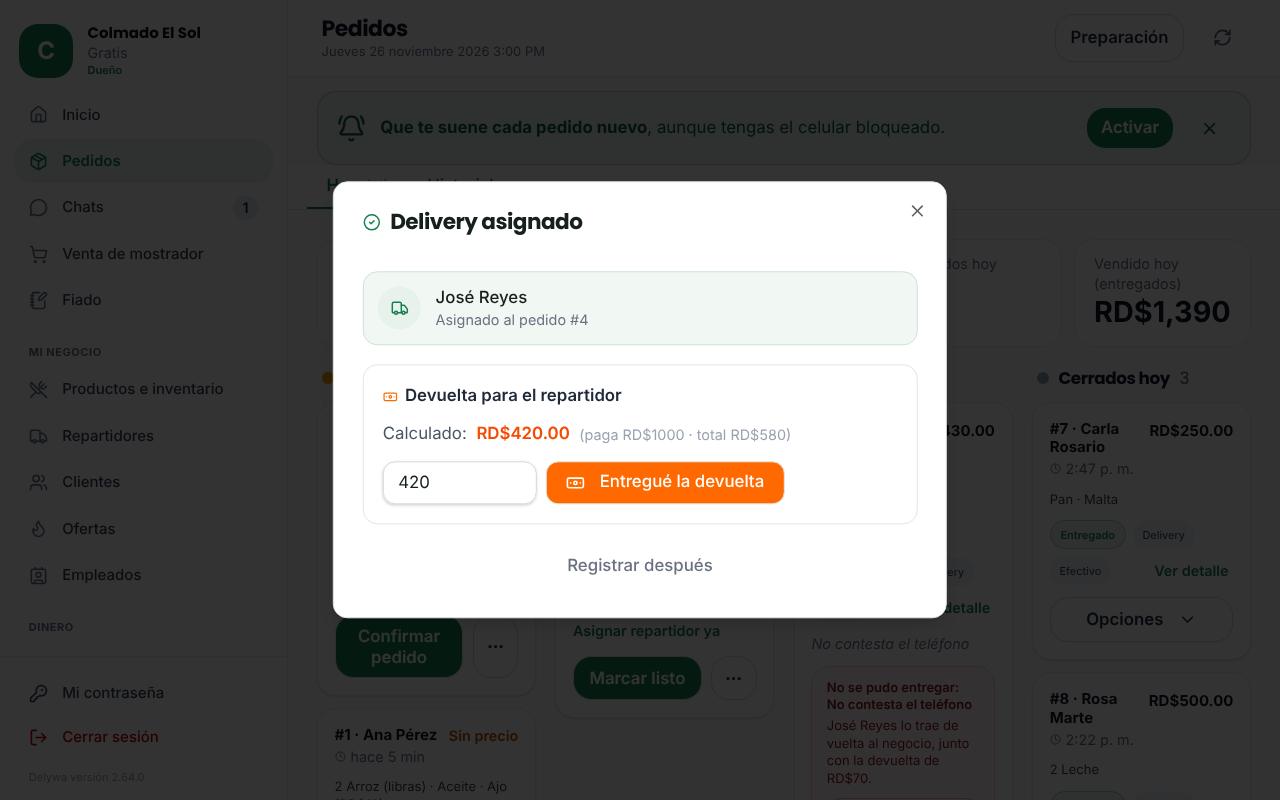 C
Colmado El Sol
Gratis
Dueño
Inicio
Pedidos
Chats
1
Venta de mostrador
Fiado
MI NEGOCIO
Productos e inventario
Repartidores
Clientes
Ofertas
Empleados
DINERO
Mi contraseña
Cerrar sesión
Delywa versión 2.64.0
Pedidos
Jueves 26 noviembre 2026 3:00 PM
Preparación
Que te suene cada pedido nuevo, aunque tengas el celular bloqueado.
Activar
Delivery asignado
José Reyes
Asignado al pedido #4
Devuelta para el repartidor
Calculado: RD$420.00 (paga RD$1000 · total RD$580)
420
Entregué la devuelta
Registrar después
hoy
Vendido hoy
(entregados)
RD$1,390
Confirmar
pedido
#1 · Ana Pérez
Sin precio
hace 5 min
2 Arroz (libras) · Aceite · Ajo
Asignar repartidor ya
Marcar listo
430.00
detalle
No contesta el teléfono
No se pudo entregar:
No contesta el teléfono
José Reyes lo trae de
vuelta al negocio, junto
con la devuelta de
RD$70.
Cerrados hoy 3
#7 · Carla
Rosario
RD$250.00
2:47 p. m.
Pan · Malta
Entregado
Delivery
Efectivo
Ver detalle
Opciones
#8 · Rosa
Marte
RD$500.00
2:22 p. m.
2 Leche